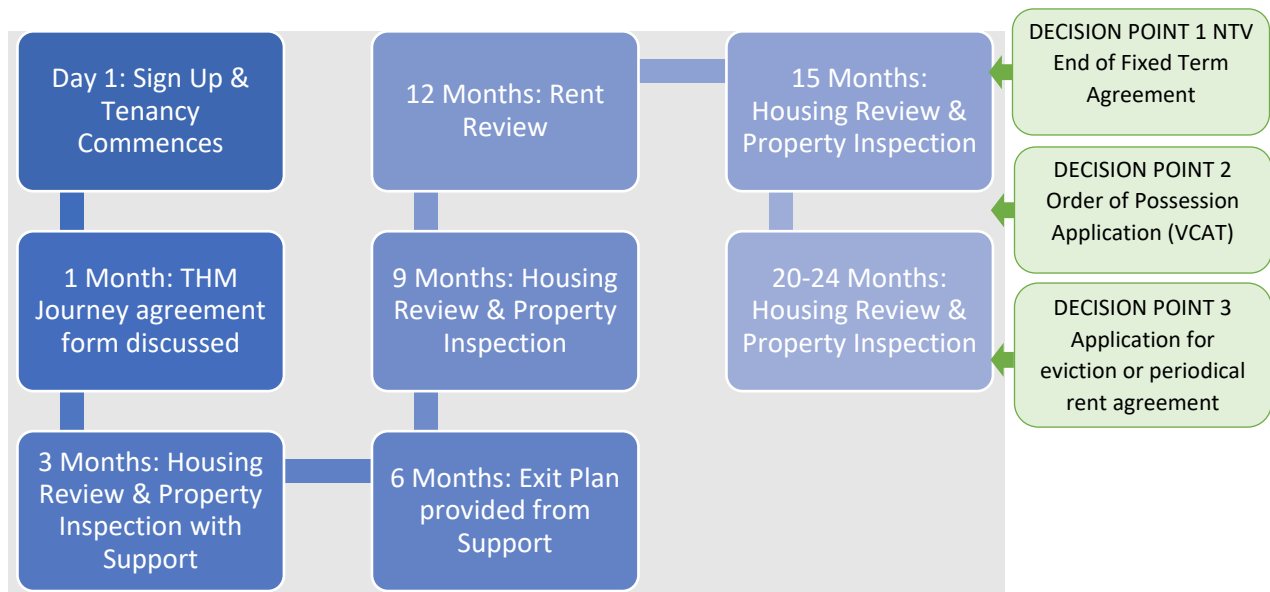 Day 1: Sign Up &
Tenancy
Commences
1 Month: THM
Journey agreement
form discussed
3 Months: Housing
Review & Property
Inspection with
Support
6 Months: Exit Plan
provided from
Support
9 Months: Housing
Review & Property
Inspection
12 Months: Rent
Review
15 Months:
Housing Review &
Property Inspection
20-24 Months:
Housing Review &
Property Inspection
DECISION POINT 1 NTV
End of Fixed Term
Agreement
DECISION POINT 2
Order of Possession
Application (VCAT)
DECISION POINT 3
Application for
eviction or periodical
rent agreement